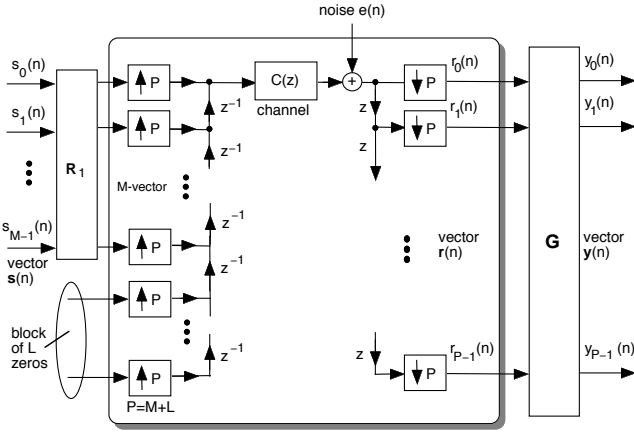 noise e(n)
s0(n)
s1(n)
sM-1(n)
vector
s(n)
block
of L
zeros
R1
P
P
M-vector
P
P
P
P=M+L
z−1
z−1
z−1
z−1
z−1
C(z)
channel
+
z
z
z
P
P
P
r0(n)
r1(n)
vector
r(n)
rP−1(n)
G
y0(n)
y1(n)
vector
y(n)
yP−1 (n)